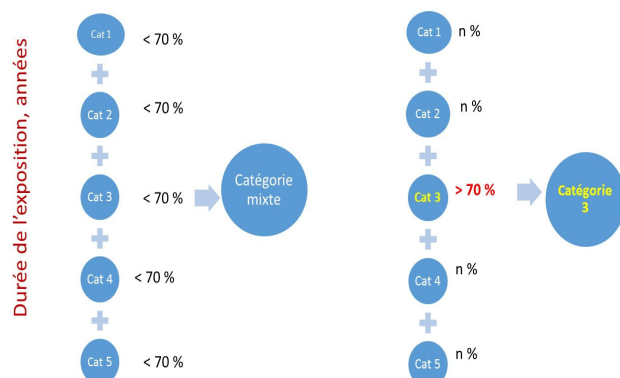 Durée de l’exposition, années
Cat 1
< 70 %
Cat 2
< 70 %
Cat 3
< 70 %
Cat 4
< 70 %
Cat 5
< 70 %
Catégorie
mixte
Cat 1
n %
Cat 2
n %
Cat 3
> 70 %
Cat 4
n %
Cat 5
n %
Catégorie
3